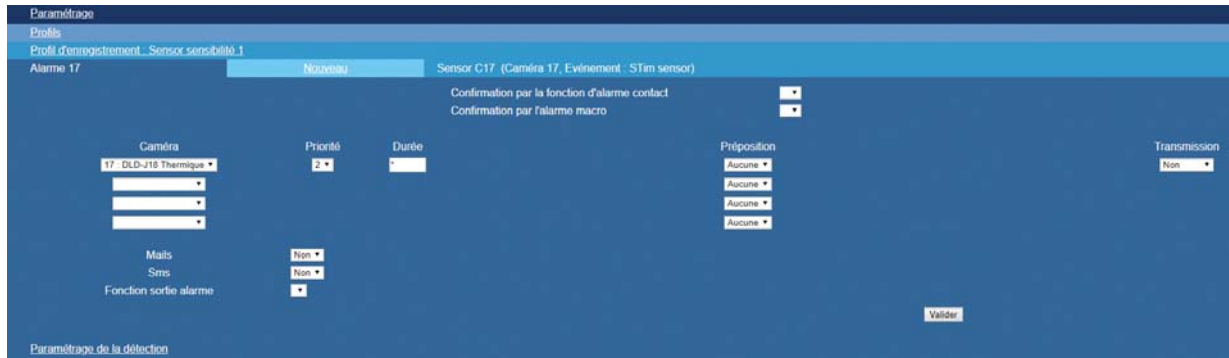 Paramétrage
Profils
Profil d'enregistrement : Sensor sensibilité 1
Alarme 17 Nouveau Sensor C17 (Caméra 17, Evénement : STim sensor)
Confirmation par la fonction d'alarme contact
Confirmation par l'alarme macro
Caméra Priorité Durée Préposition Transmission
17 : DLD-J18 Thermique 2 * Aucune Non
Aucune
Aucune
Aucune
Mails Non
Sms Non
Fonction sortie alarme
Valider
Paramétrage de la détection